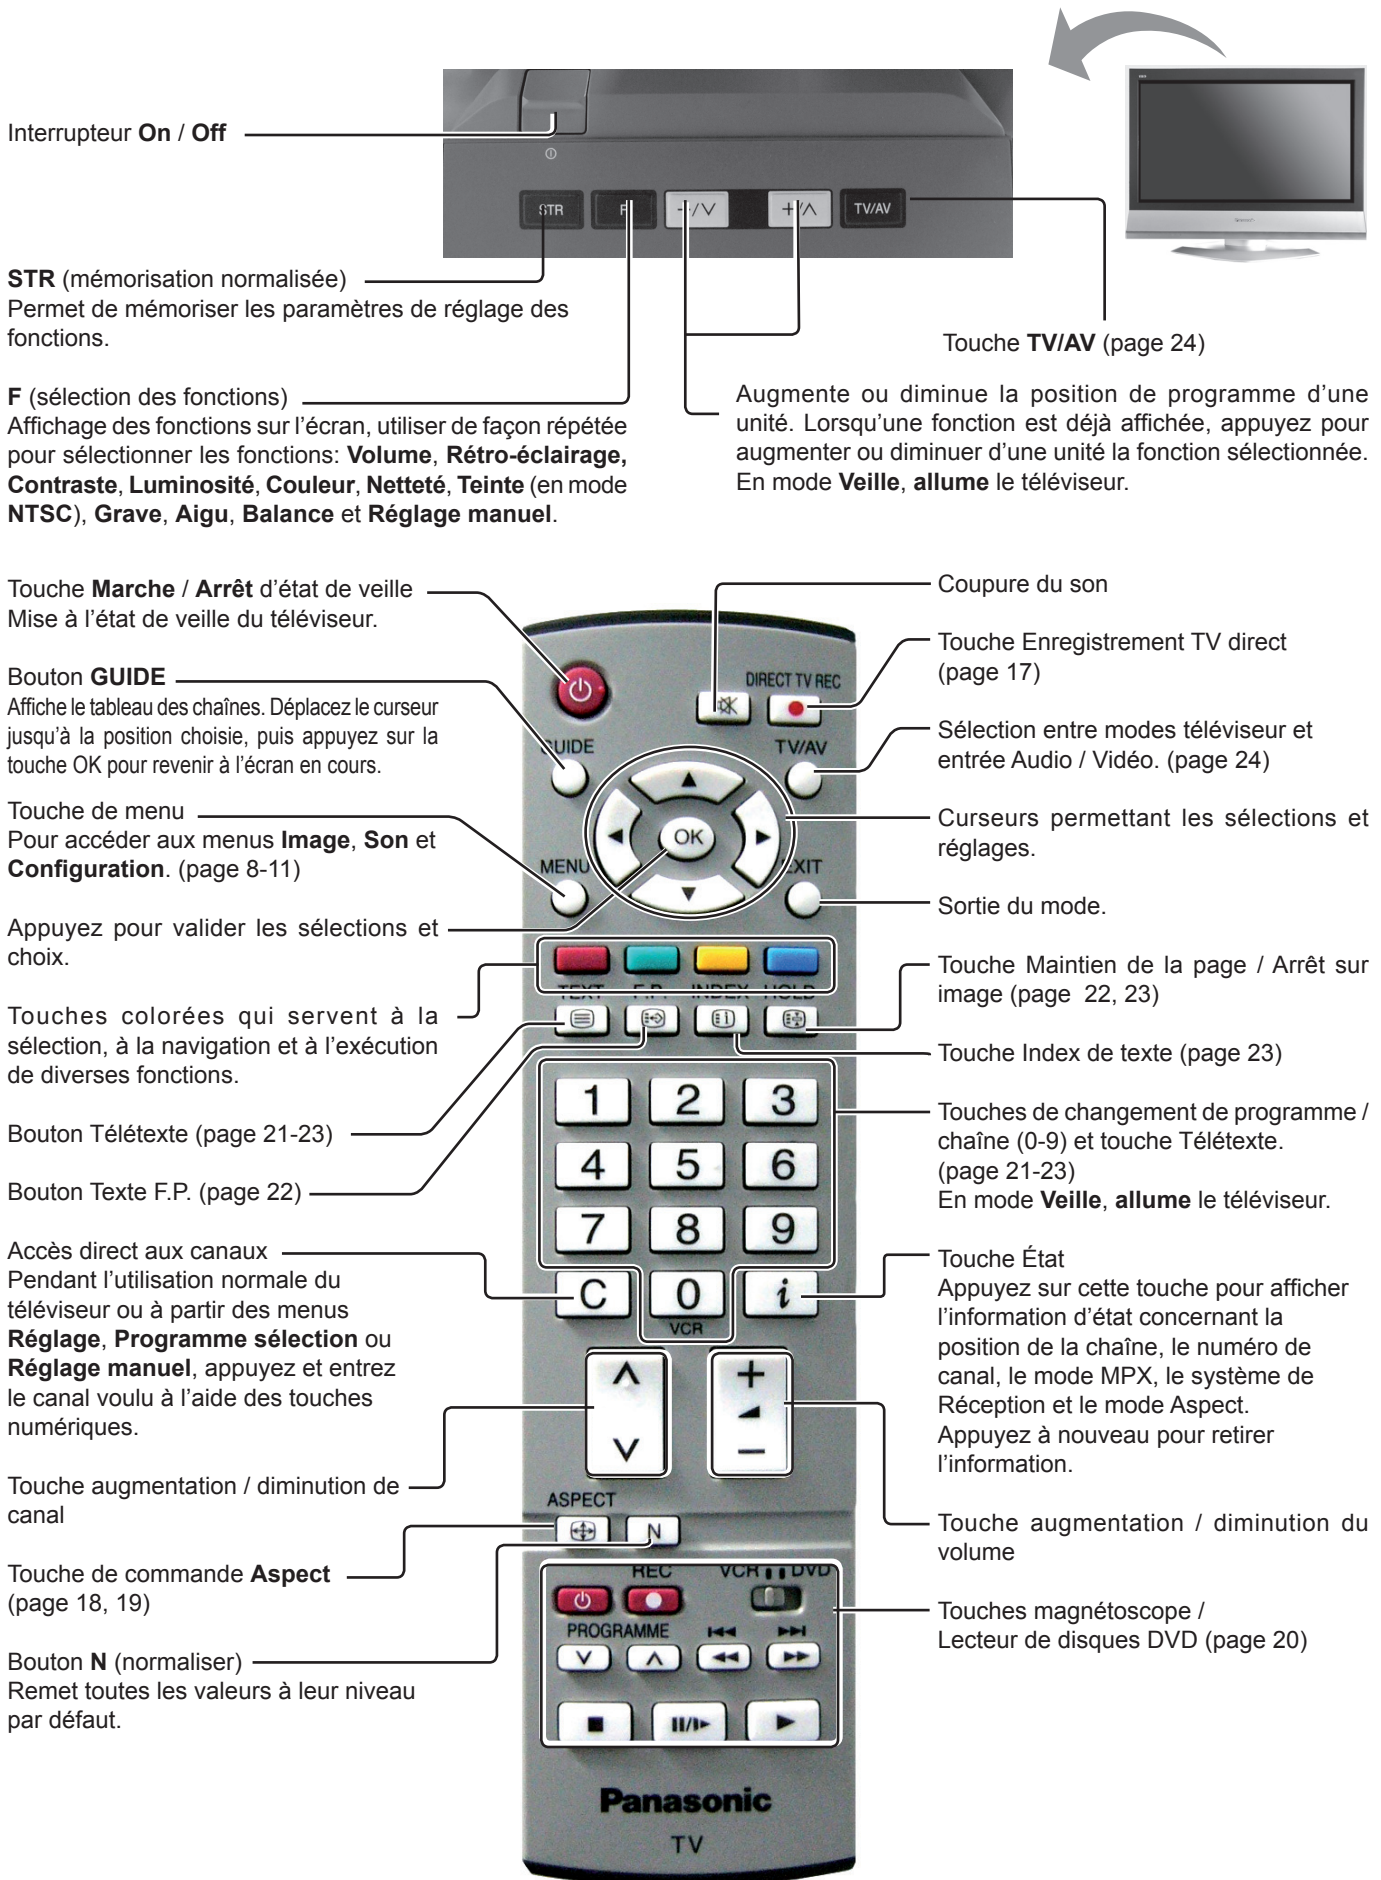 Interrupteur On / Off
STR
F
-/V
+/Λ
TV/AV
STR (mémorisation normalisée)
Permet de mémoriser les paramètres de réglage des
fonctions.
Touche TV/AV (page 24)
F (sélection des fonctions)
Affichage des fonctions sur l’écran, utiliser de façon répétée
pour sélectionner les fonctions: Volume, Rétro-éclairage,
Contraste, Luminosité, Couleur, Netteté, Teinte (en mode
NTSC), Grave, Aigu, Balance et Réglage manuel.
Augmente ou diminue la position de programme d’une
unité. Lorsqu’une fonction est déjà affichée, appuyez pour
augmenter ou diminuer d’une unité la fonction sélectionnée.
En mode Veille, allume le téléviseur.
Touche Marche / Arrêt d’état de veille
Mise à l’état de veille du téléviseur.
Bouton GUIDE
Affiche le tableau des chaînes. Déplacez le curseur
jusqu’à la position choisie, puis appuyez sur la
touche OK pour revenir à l’écran en cours.
Touche de menu
Pour accéder aux menus Image, Son et
Configuration. (page 8-11)
Appuyez pour valider les sélections et
choix.
Touches colorées qui servent à la
sélection, à la navigation et à l’exécution
de diverses fonctions.
Bouton Télétexte (page 21-23)
Bouton Texte F.P. (page 22)
Accès direct aux canaux
Pendant l’utilisation normale du
téléviseur ou à partir des menus
Réglage, Programme sélection ou
Réglage manuel, appuyez et entrez
le canal voulu à l’aide des touches
numériques.
Touche augmentation / diminution de
canal
Touche de commande Aspect
(page 18, 19)
Bouton N (normaliser)
Remet toutes les valeurs à leur niveau
par défaut.
DIRECT TV REC
GUIDE
TV/AV
OK
MENU
EXIT
TEXT F.P. INDEX HOLD
1 2 3
4 5 6
7 8 9
C 0 i
VCR
Λ
V
+
−
ASPECT
N
REC
VCR DVD
PROGRAMME
V Λ
Panasonic
TV
Coupure du son
Touche Enregistrement TV direct
(page 17)
Sélection entre modes téléviseur et
entrée Audio / Vidéo. (page 24)
Curseurs permettant les sélections et
réglages.
Sortie du mode.
Touche Maintien de la page / Arrêt sur
image (page 22, 23)
Touche Index de texte (page 23)
Touches de changement de programme /
chaîne (0-9) et touche Télétexte.
(page 21-23)
En mode Veille, allume le téléviseur.
Touche État
Appuyez sur cette touche pour afficher
l’information d’état concernant la
position de la chaîne, le numéro de
canal, le mode MPX, le système de
Réception et le mode Aspect.
Appuyez à nouveau pour retirer
l’information.
Touche augmentation / diminution du
volume
Touches magnétoscope /
Lecteur de disques DVD (page 20)